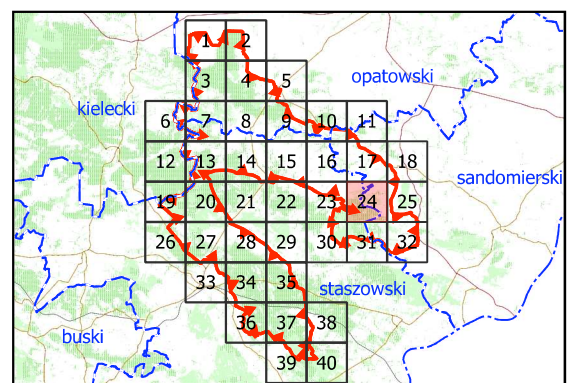 1 2
3 4 5
opatowski
kielecki
6 7 8 9 10 11
12 13 14 15 16 17 18
sandomierski
19 20 21 22 23 24 25
26 27 28 29 30 31 32
33 34 35
staszowski
36 37 38
buski
39 40